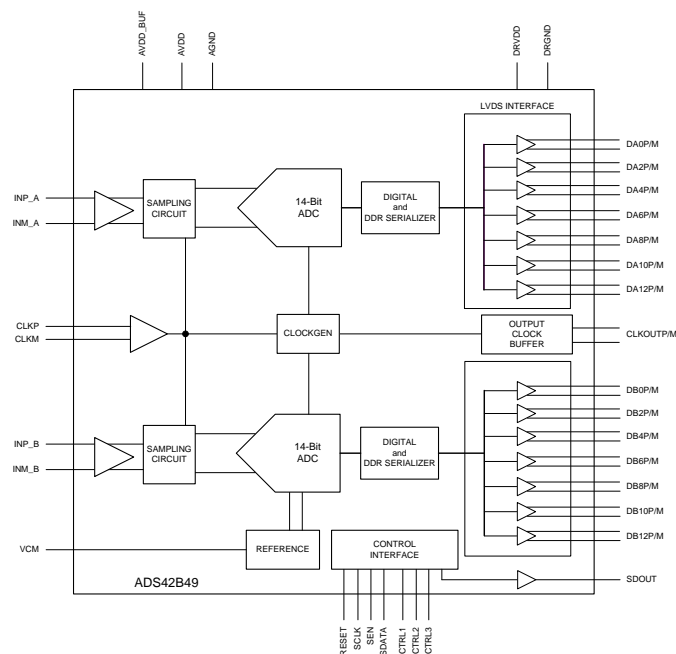 AVDD_BUF
AVDD
AGND
DRVDD
DRGND
LVDS INTERFACE
INP_A
INM_A
SAMPLING
CIRCUIT
14-Bit
ADC
DIGITAL
and
DDR SERIALIZER
DA0P/M
DA2P/M
DA4P/M
DA6P/M
DA8P/M
DA10P/M
DA12P/M
CLKP
CLKM
CLOCKGEN
OUTPUT
CLOCK
BUFFER
CLKOUTP/M
INP_B
INM_B
SAMPLING
CIRCUIT
14-Bit
ADC
DIGITAL
and
DDR SERIALIZER
DB0P/M
DB2P/M
DB4P/M
DB6P/M
DB8P/M
DB10P/M
DB12P/M
VCM
REFERENCE
CONTROL
INTERFACE
SDOUT
ADS42B49
RESET
SCLK
SEN
SDATA
CTRL1
CTRL2
CTRL3